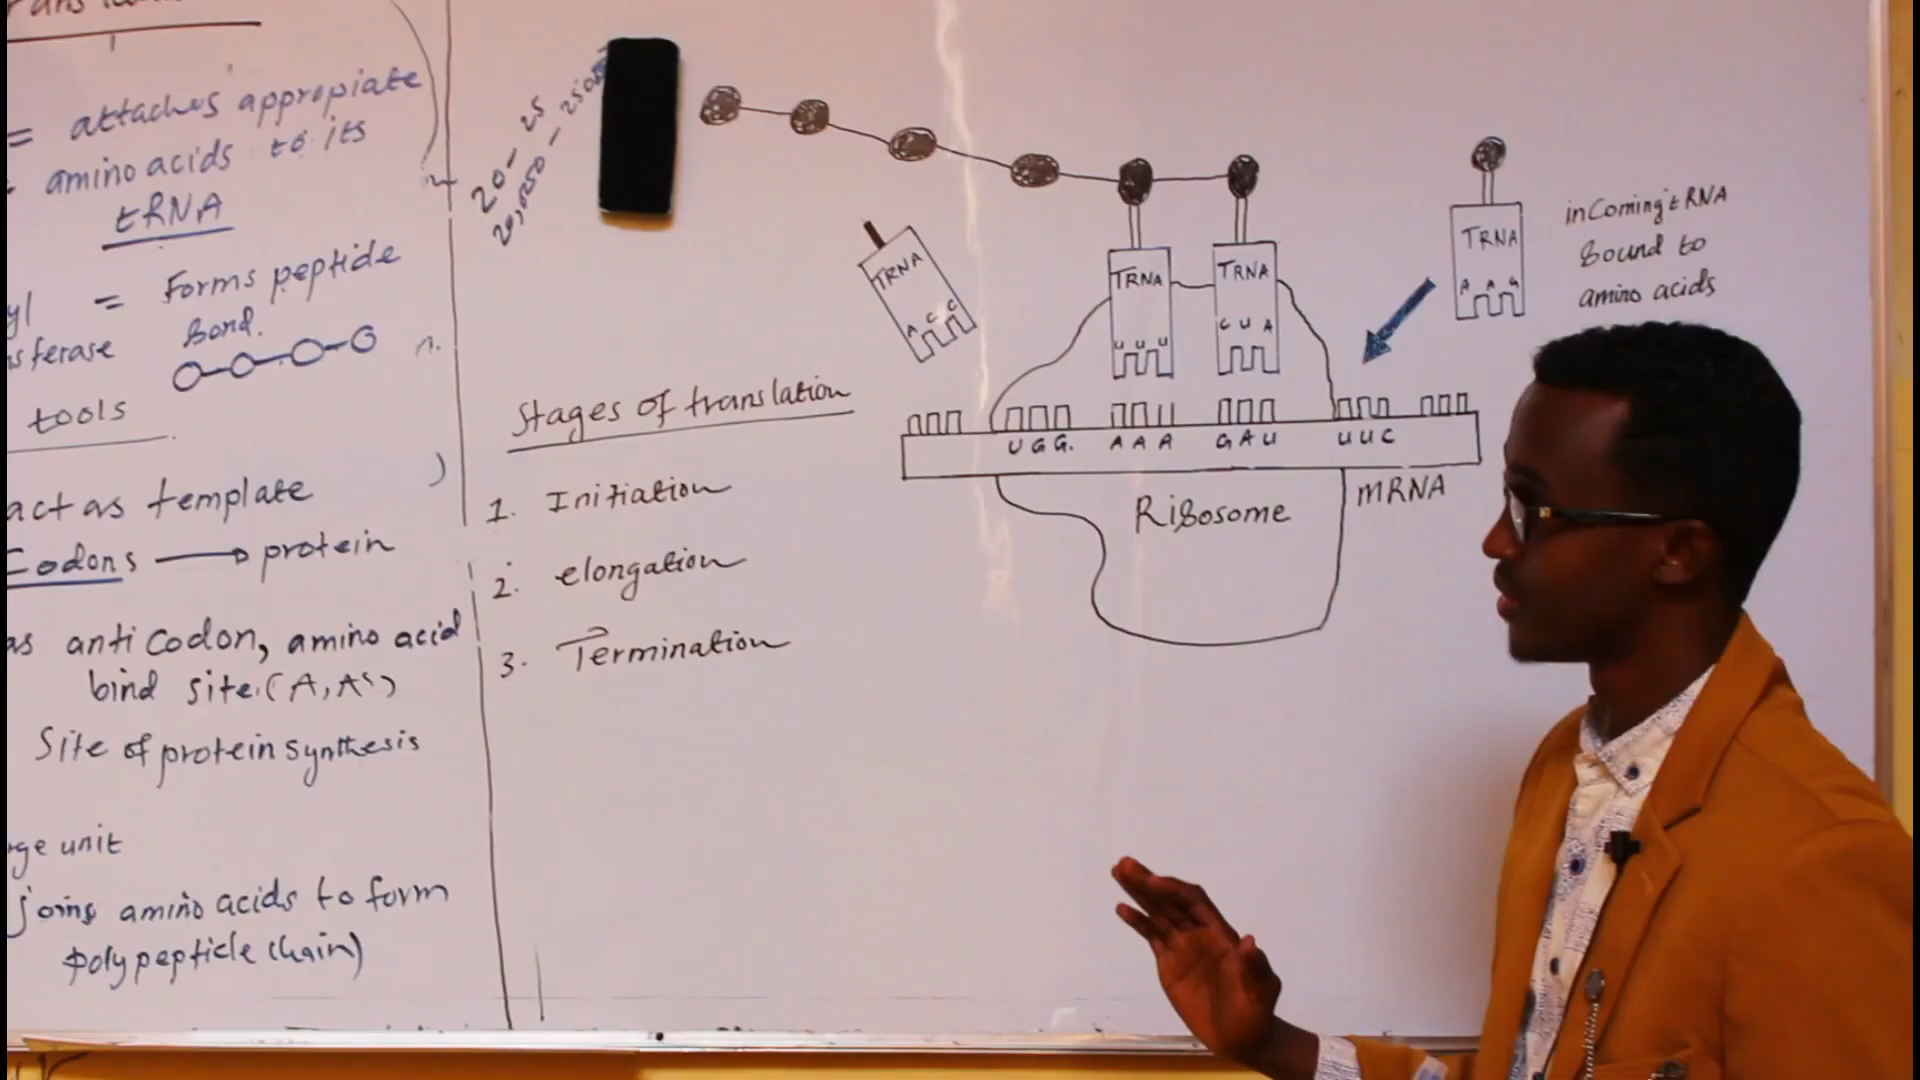 = attachus appropiate
amino acids to its
tRNA
yl = Forms peptide
sferase Bond.
tools
act as template
Codons → protein
as anti Codon, amino acid
bind site.(A,A's)
Site of protein synthesis
rge unit
joins amino acids to form
polypeptide chain)
20-25
Stages of translation
1. Initiation
2. elongation
3. Termination
TRNA
A C C
TRNA
U U U
TRNA
C U A
TRNA
A A G
inComing tRNA
Bound to
amino acids
U G G. A A A G A U U U C
mRNA
Ribosome